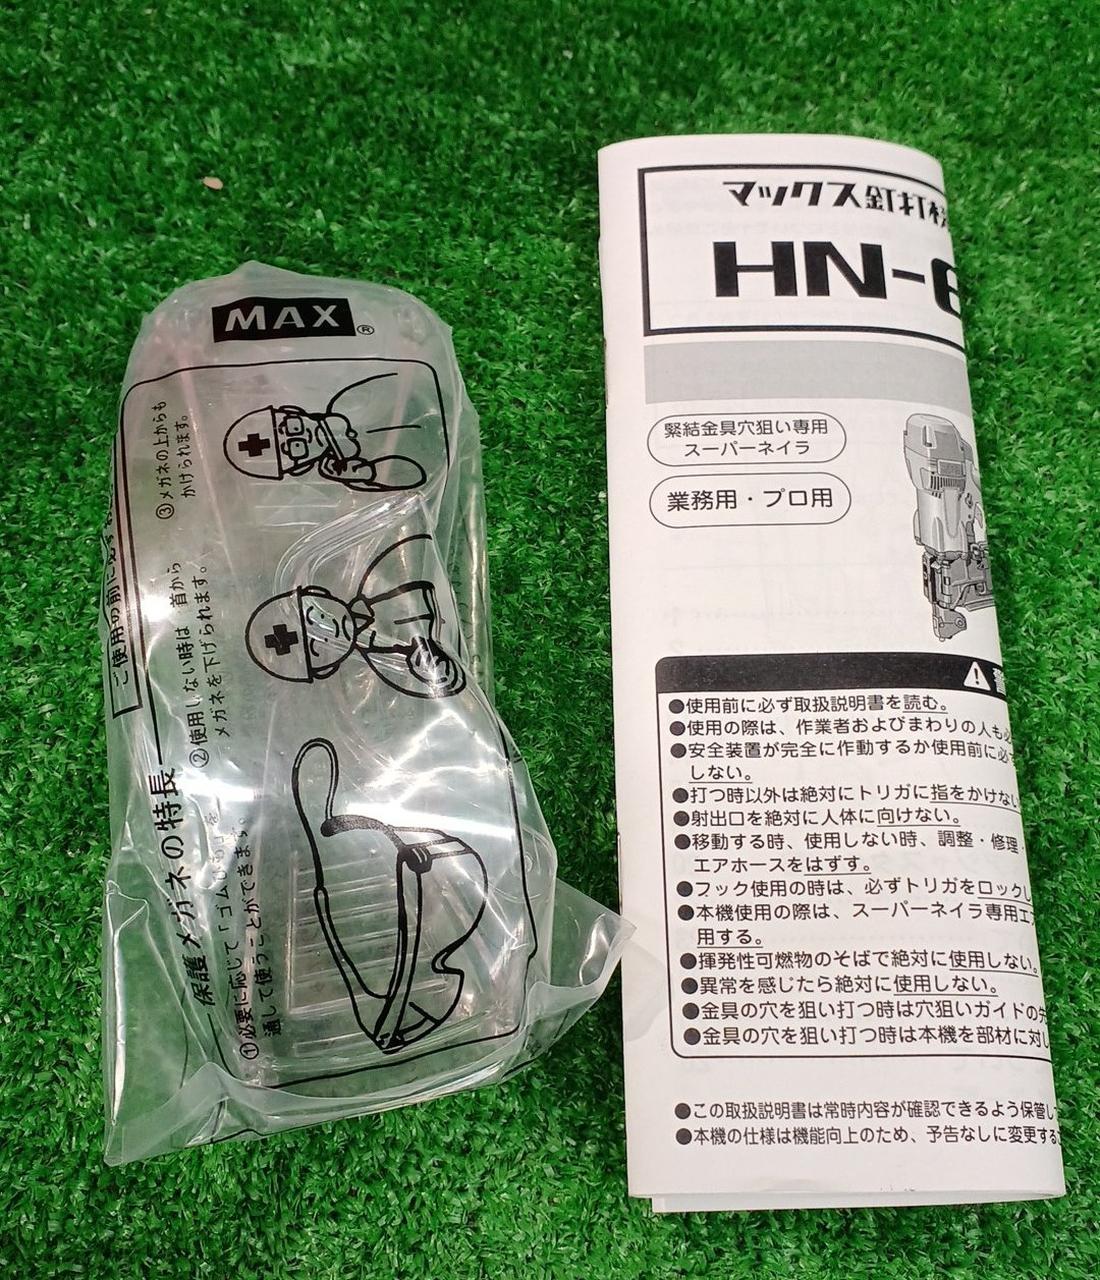 MAX®
ご使用の前に必ず
保護メガネの特長
①必要に応じて「ゴムひも」を
通して使うことができます。
②使用しない時は 首から
メガネを下げられます。
③メガネの上からも
かけられます。
マックス釘打機
HN-6
緊結金具穴狙い専用
スーパーネイラ
業務用・プロ用
●使用前に必ず取扱説明書を読む。
●使用の際は、作業者およびまわりの人も
●安全装置が完全に作動するか使用前に必ず
しない。
●打つ時以外は絶対にトリガに指をかけない
●射出口を絶対に人体に向けない。
●移動する時、使用しない時、調整・修理・
エアホースをはずす。
●フック使用の時は、必ずトリガをロックし
●本機使用の際は、スーパーネイラ専用エア
用する。
●揮発性可燃物のそばで絶対に使用しない。
●異常を感じたら絶対に使用しない。
●金具の穴を狙い打つ時は穴狙いガイドの先
●金具の穴を狙い打つ時は本機を部材に対し
●この取扱説明書は常時内容が確認できるよう保管し
●本機の仕様は機能向上のため、予告なしに変更する